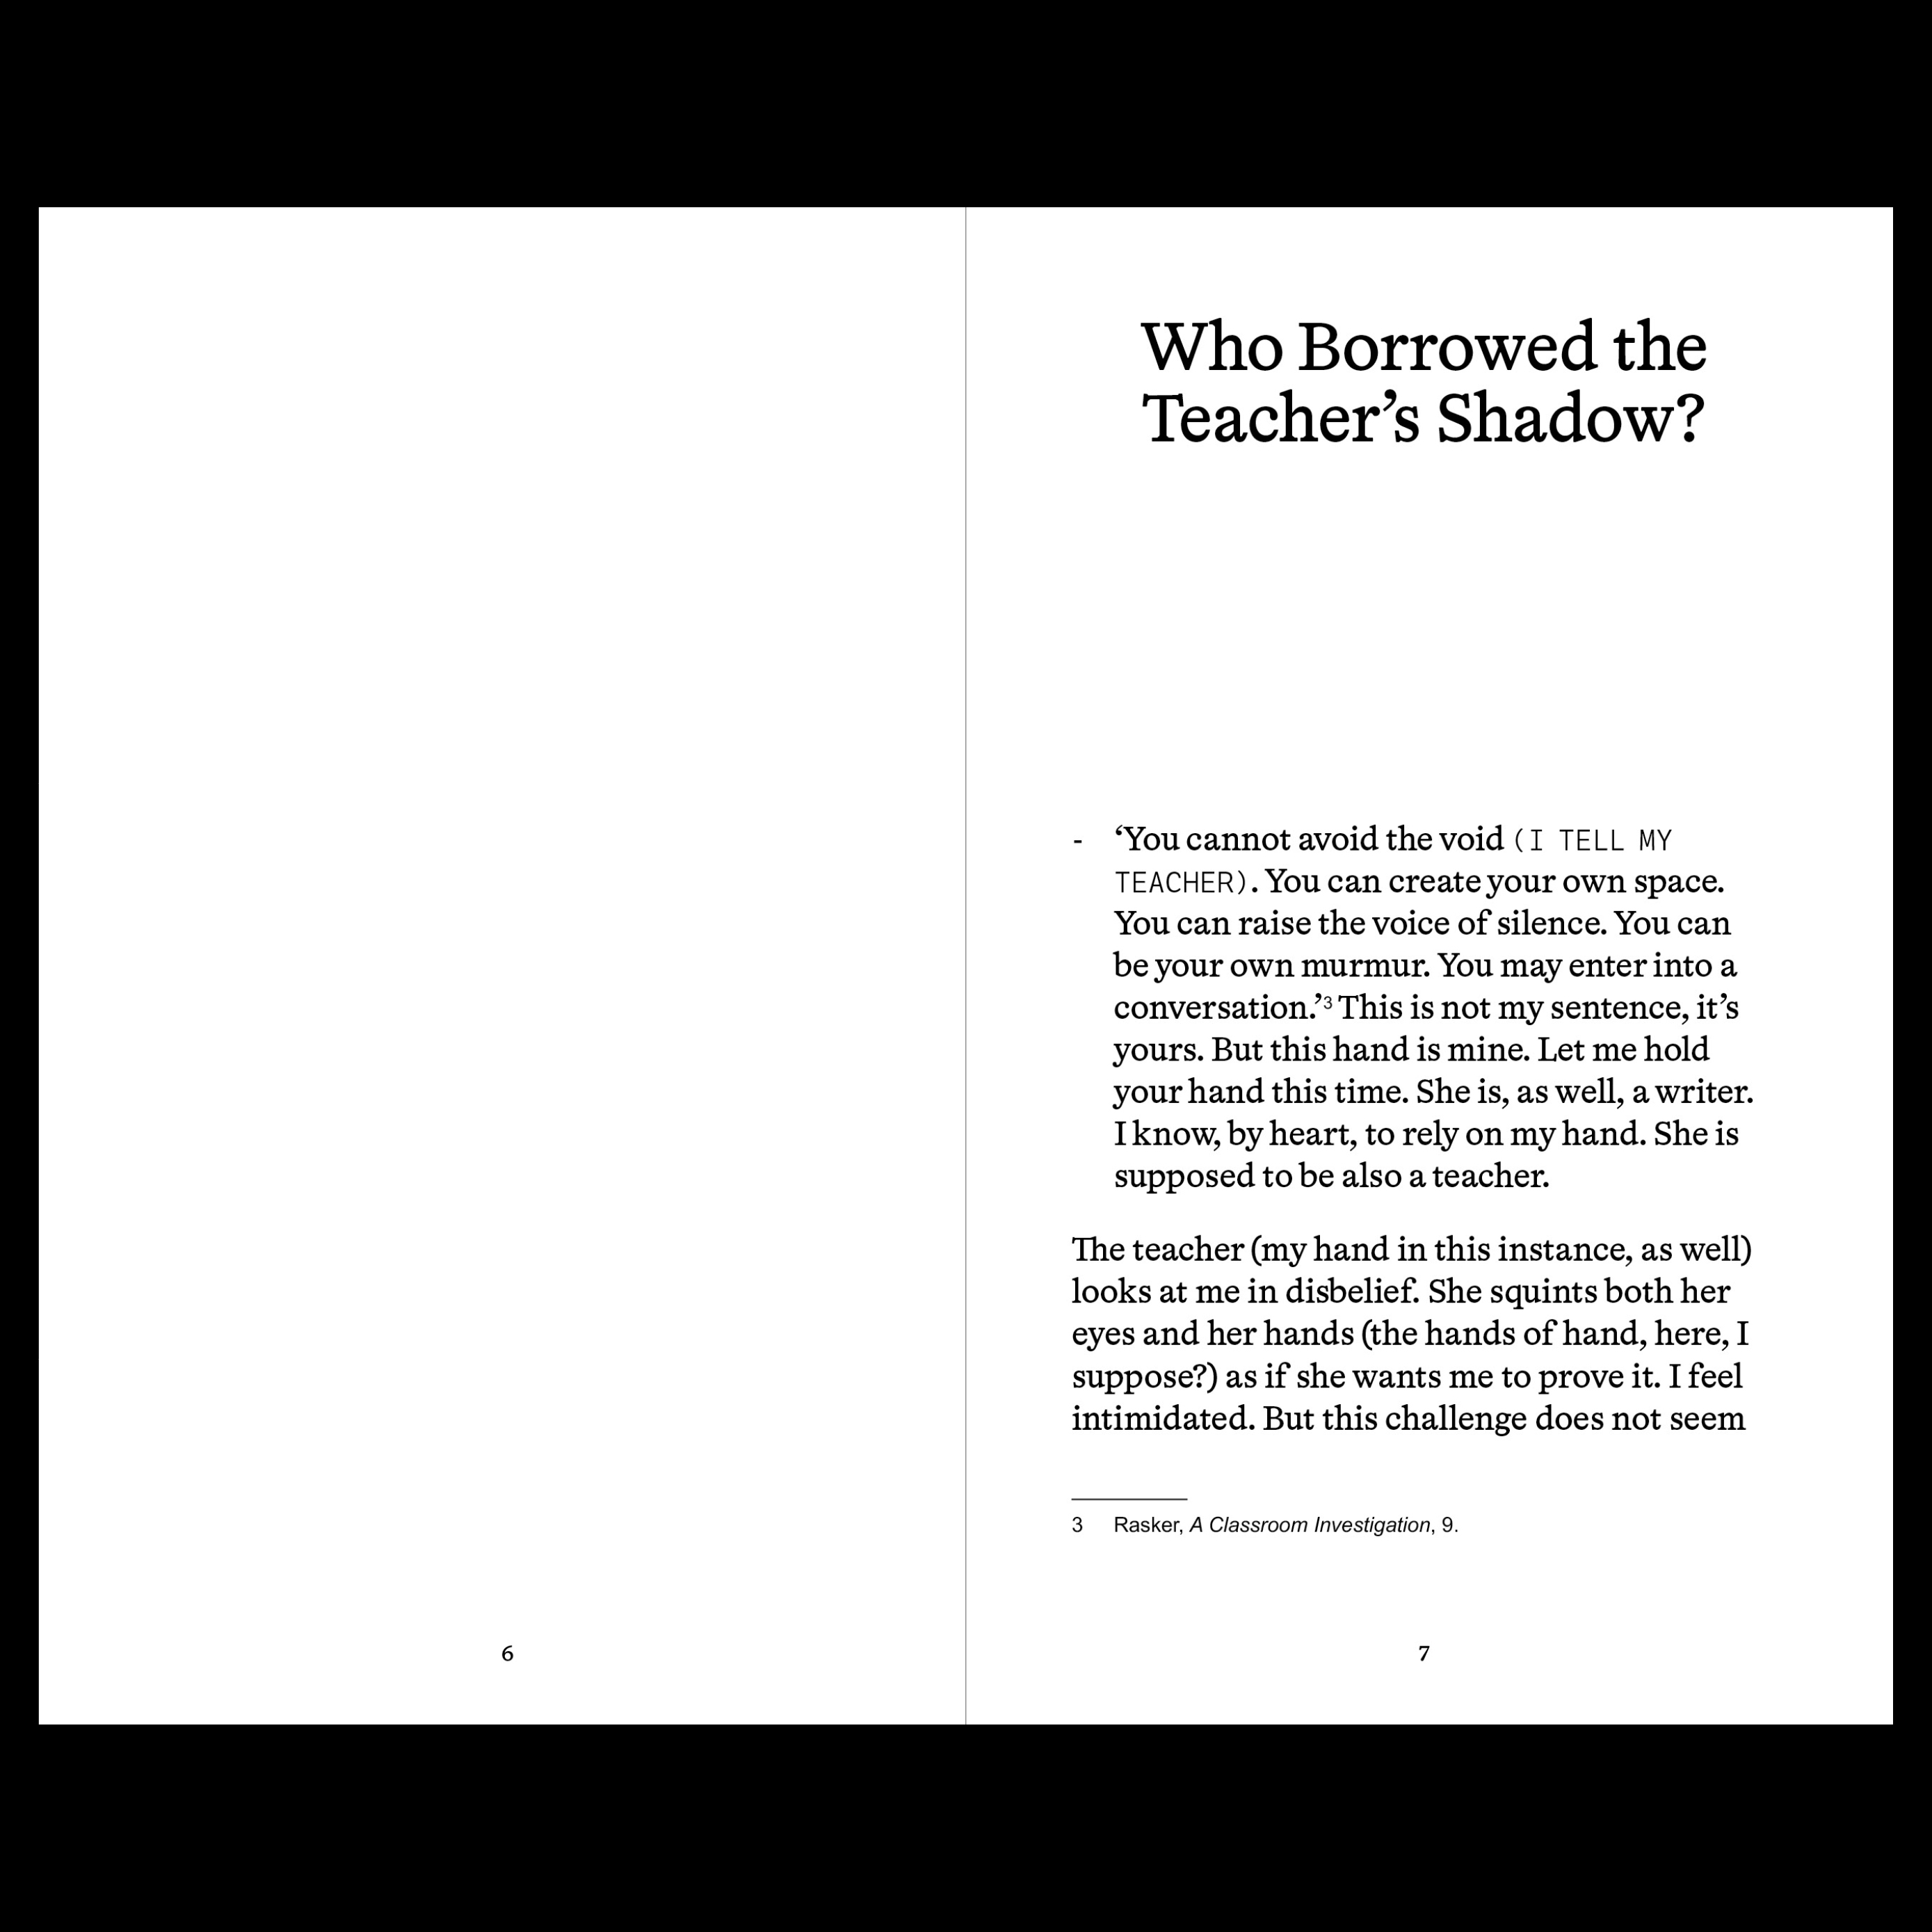 Who Borrowed the
Teacher’s Shadow?
- ‘You cannot avoid the void (I TELL MY
TEACHER). You can create your own space.
You can raise the voice of silence. You can
be your own murmur. You may enter into a
conversation.’3 This is not my sentence, it’s
yours. But this hand is mine. Let me hold
your hand this time. She is, as well, a writer.
I know, by heart, to rely on my hand. She is
supposed to be also a teacher.
The teacher (my hand in this instance, as well)
looks at me in disbelief. She squints both her
eyes and her hands (the hands of hand, here, I
suppose?) as if she wants me to prove it. I feel
intimidated. But this challenge does not seem
3 Rasker, A Classroom Investigation, 9.
6
7